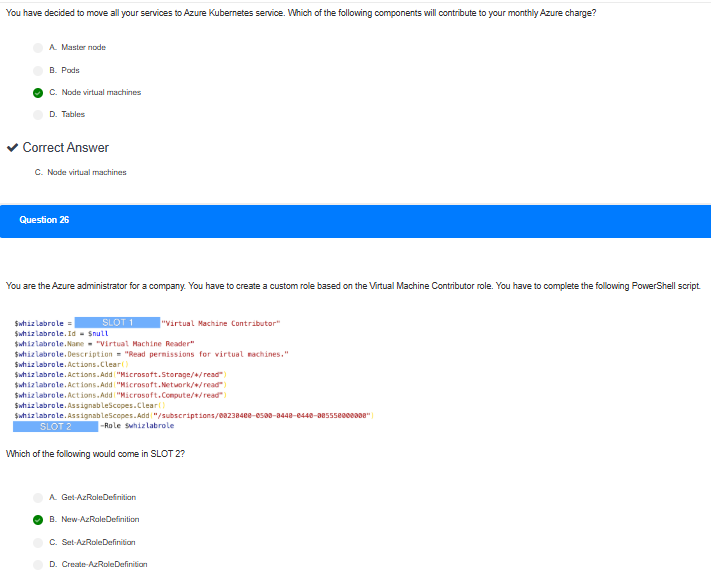 You have decided to move all your services to Azure Kubernetes service. Which of the following components will contribute to your monthly Azure charge?
A. Master node
B. Pods
C. Node virtual machines
D. Tables
Correct Answer
C. Node virtual machines
Question 26
You are the Azure administrator for a company. You have to create a custom role based on the Virtual Machine Contributor role. You have to complete the following PowerShell script.
$whizlabrole = SLOT 1 "Virtual Machine Contributor"
$whizlabrole.Id = $null
$whizlabrole.Name = "Virtual Machine Reader"
$whizlabrole.Description = "Read permissions for virtual machines."
$whizlabrole.Actions.Clear()
$whizlabrole.Actions.Add("Microsoft.Storage/*/read")
$whizlabrole.Actions.Add("Microsoft.Network/*/read")
$whizlabrole.Actions.Add("Microsoft.Compute/*/read")
$whizlabrole.AssignableScopes.Clear()
$whizlabrole.AssignableScopes.Add("/subscriptions/00230400-0500-0440-0440-005550000000")
SLOT 2 -Role $whizlabrole
Which of the following would come in SLOT 2?
A. Get-AzRoleDefinition
B. New-AzRoleDefinition
C. Set-AzRoleDefinition
D. Create-AzRoleDefinition